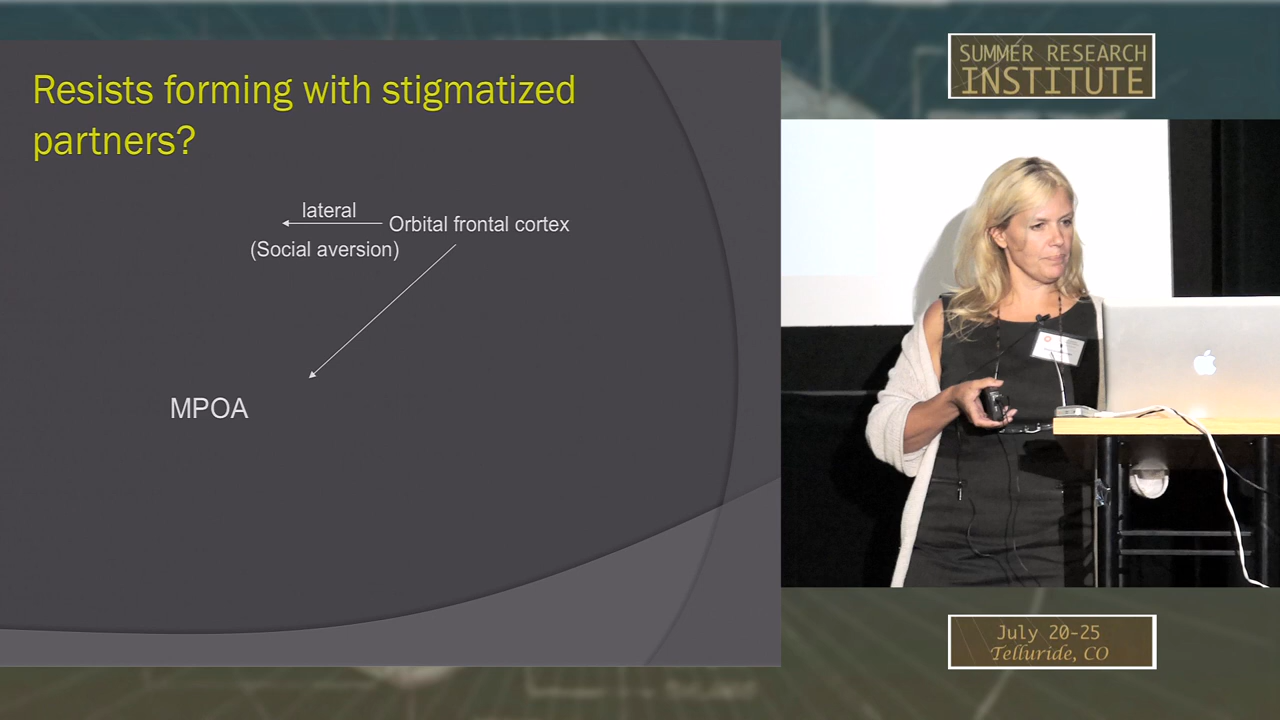 Resists forming with stigmatized
partners?
lateral
Orbital frontal cortex
(Social aversion)
MPOA
SUMMER RESEARCH
INSTITUTE
July 20-25
Telluride, CO